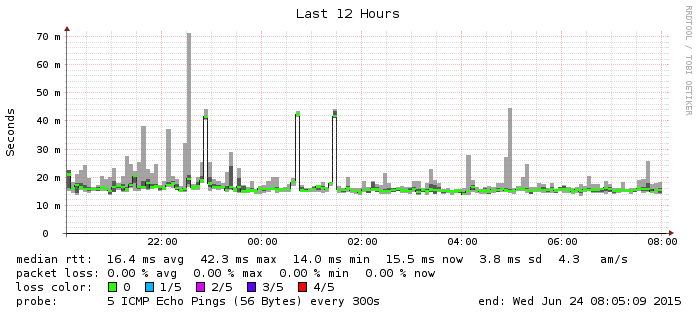 Last 12 Hours
RRDTOOL / TOBI OETIKER
Seconds
70 m
60 m
50 m
40 m
30 m
20 m
10 m
0
22:00 00:00 02:00 04:00 06:00 08:00
median rtt: 16.4 ms avg 42.3 ms max 14.0 ms min 15.5 ms now 3.8 ms sd 4.3 am/s
packet loss: 0.00 % avg 0.00 % max 0.00 % min 0.00 % now
loss color: 0 1/5 2/5 3/5 4/5
probe: 5 ICMP Echo Pings (56 Bytes) every 300s end: Wed Jun 24 08:05:09 2015